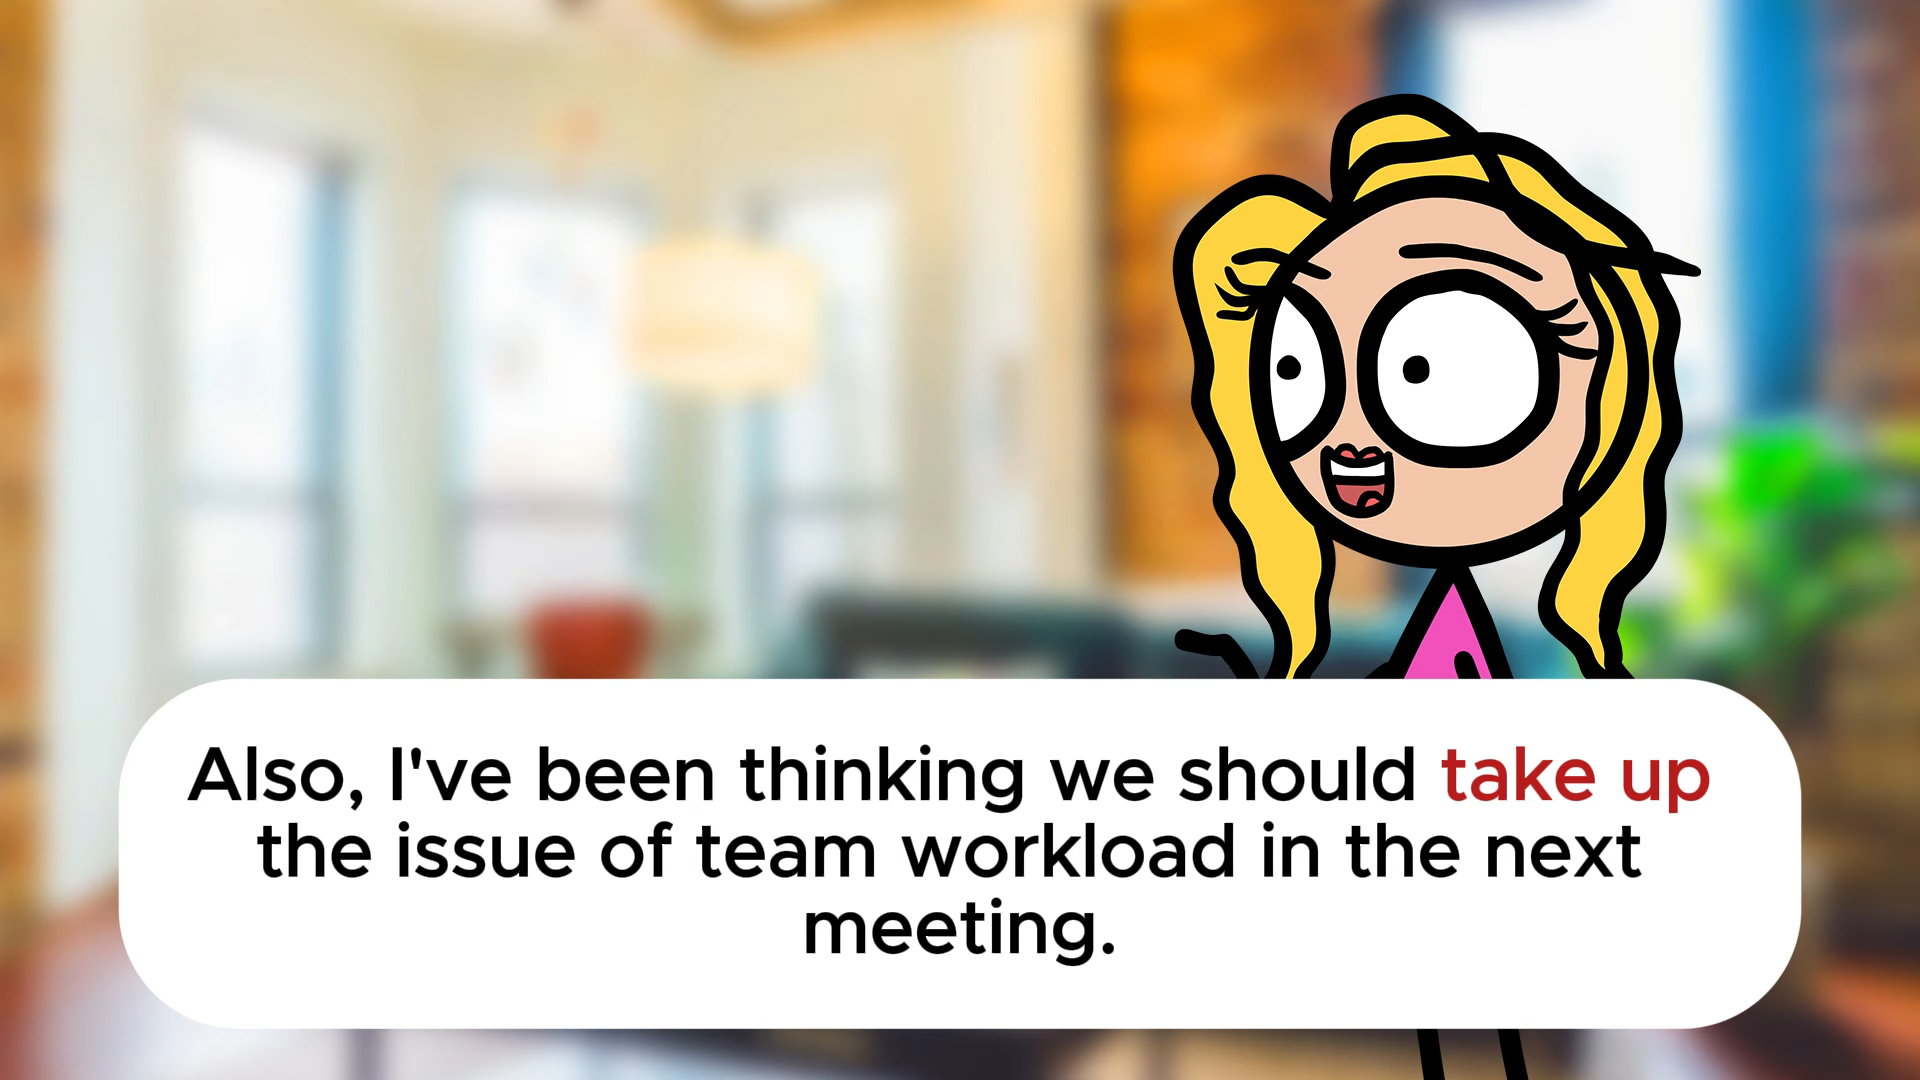 Also, I've been thinking we should take up
the issue of team workload in the next
meeting.